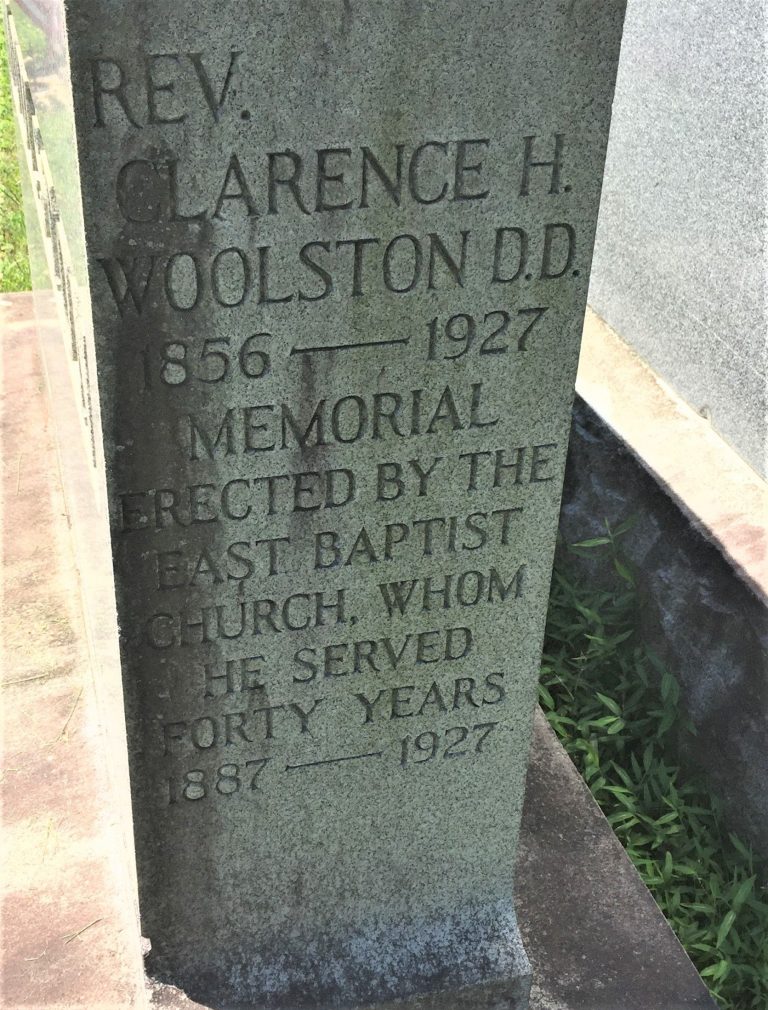 REV.
CLARENCE H.
WOOLSTON D.D.
1856 — 1927
MEMORIAL
ERECTED BY THE
EAST BAPTIST
CHURCH, WHOM
HE SERVED
FORTY YEARS
1887 — 1927